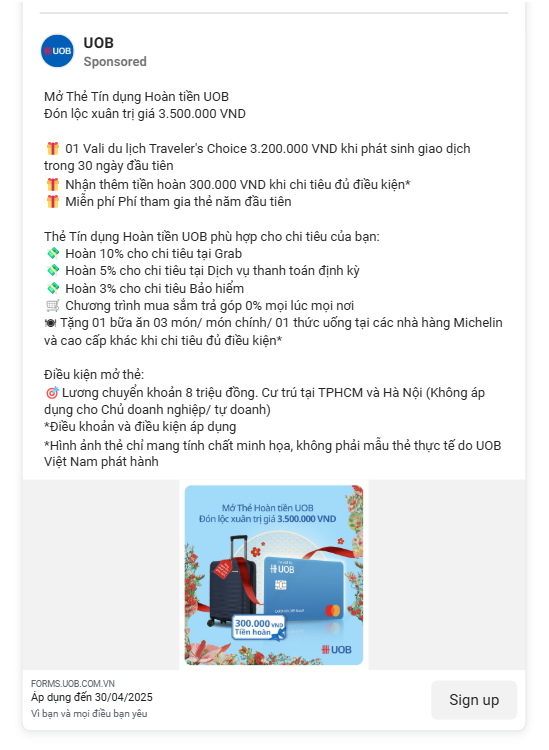 UOB
UOB
Sponsored
Mở Thẻ Tín dụng Hoàn tiền UOB
Đón lộc xuân trị giá 3.500.000 VND
🎁 01 Vali du lịch Traveler's Choice 3.200.000 VND khi phát sinh giao dịch
trong 30 ngày đầu tiên
🎁 Nhận thêm tiền hoàn 300.000 VND khi chi tiêu đủ điều kiện*
🎁 Miễn phí Phí tham gia thẻ năm đầu tiên
Thẻ Tín dụng Hoàn tiền UOB phù hợp cho chi tiêu của bạn:
💸 Hoàn 10% cho chi tiêu tại Grab
💸 Hoàn 5% cho chi tiêu tại Dịch vụ thanh toán định kỳ
💸 Hoàn 3% cho chi tiêu Bảo hiểm
🛒 Chương trình mua sắm trả góp 0% mọi lúc mọi nơi
🍽 Tặng 01 bữa ăn 03 món/ món chính/ 01 thức uống tại các nhà hàng Michelin
và cao cấp khác khi chi tiêu đủ điều kiện*
Điều kiện mở thẻ:
🎯 Lương chuyển khoản 8 triệu đồng. Cư trú tại TPHCM và Hà Nội (Không áp
dụng cho Chủ doanh nghiệp/ tự doanh)
*Điều khoản và điều kiện áp dụng
*Hình ảnh thẻ chỉ mang tính chất minh họa, không phải mẫu thẻ thực tế do UOB
Việt Nam phát hành
Mở Thẻ Hoàn tiền UOB
Đón lộc xuân trị giá 3.500.000 VND
UOB
300.000 VND
Tiền hoàn
UOB
FORMS.UOB.COM.VN
Áp dụng đến 30/04/2025
Vì bạn và mọi điều bạn yêu
Sign up